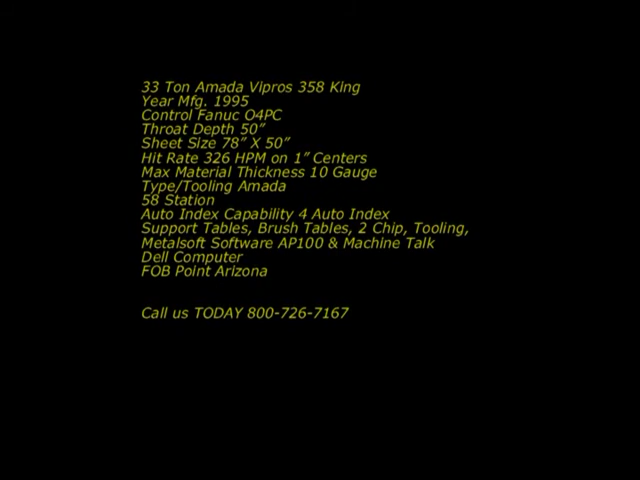 33 Ton Amada Vipros 358 King
Year Mfg. 1995
Control Fanuc O4PC
Throat Depth 50”
Sheet Size 78” X 50”
Hit Rate 326 HPM on 1” Centers
Max Material Thickness 10 Gauge
Type/Tooling Amada
58 Station
Auto Index Capability 4 Auto Index
Support Tables, Brush Tables, 2 Chip, Tooling,
Metalsoft Software AP100 & Machine Talk
Dell Computer
FOB Point Arizona
Call us TODAY 800-726-7167